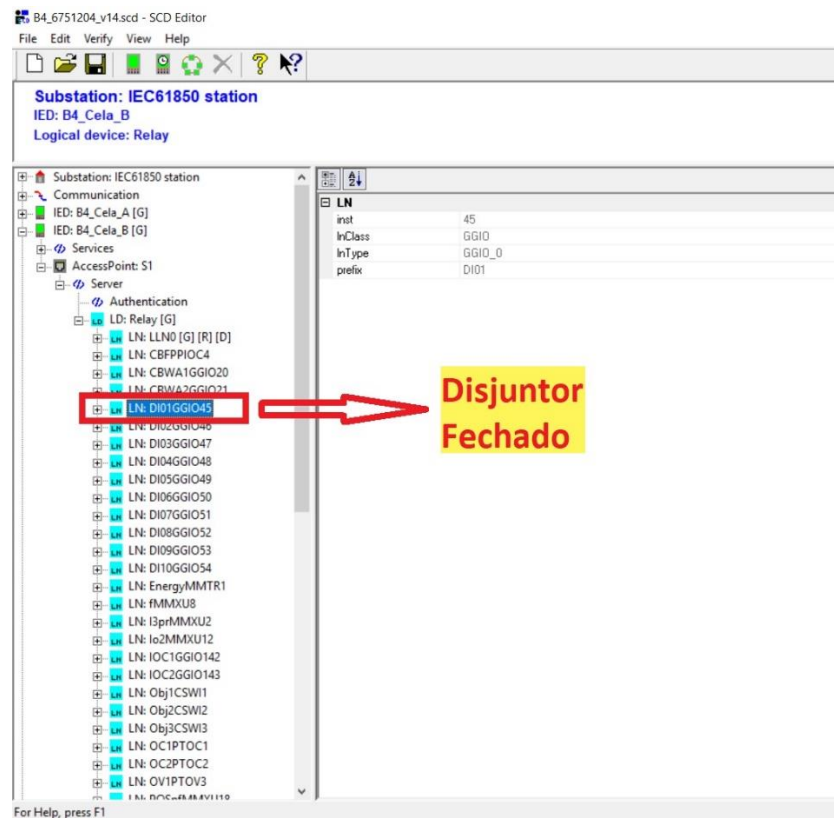 B4_6751204_v14.scd - SCD Editor
File Edit Verify View Help
Substation: IEC61850 station
IED: B4_Cela_B
Logical device: Relay
Substation: IEC61850 station
Communication
IED: B4_Cela_A [G]
IED: B4_Cela_B [G]
Services
AccessPoint: S1
Server
Authentication
LD: Relay [G]
LN: LLN0 [G] [R] [D]
LN: CBFPPIOC4
LN: CBWA1GGIO20
LN: CBWA2GGIO21
LN: DI01GGIO45
LN: DI02GGIO46
LN: DI03GGIO47
LN: DI04GGIO48
LN: DI05GGIO49
LN: DI06GGIO50
LN: DI07GGIO51
LN: DI08GGIO52
LN: DI09GGIO53
LN: DI10GGIO54
LN: EnergyMMTR1
LN: fMMXU8
LN: I3prMMXU2
LN: Io2MMXU12
LN: IOC1GGIO142
LN: IOC2GGIO143
LN: Obj1CSWI1
LN: Obj2CSWI2
LN: Obj3CSWI3
LN: OC1PTOC1
LN: OC2PTOC2
LN: OV1PTOV3
LN
inst 45
lnClass GGIO
lnType GGIO_0
prefix DI01
Disjuntor
Fechado
For Help, press F1